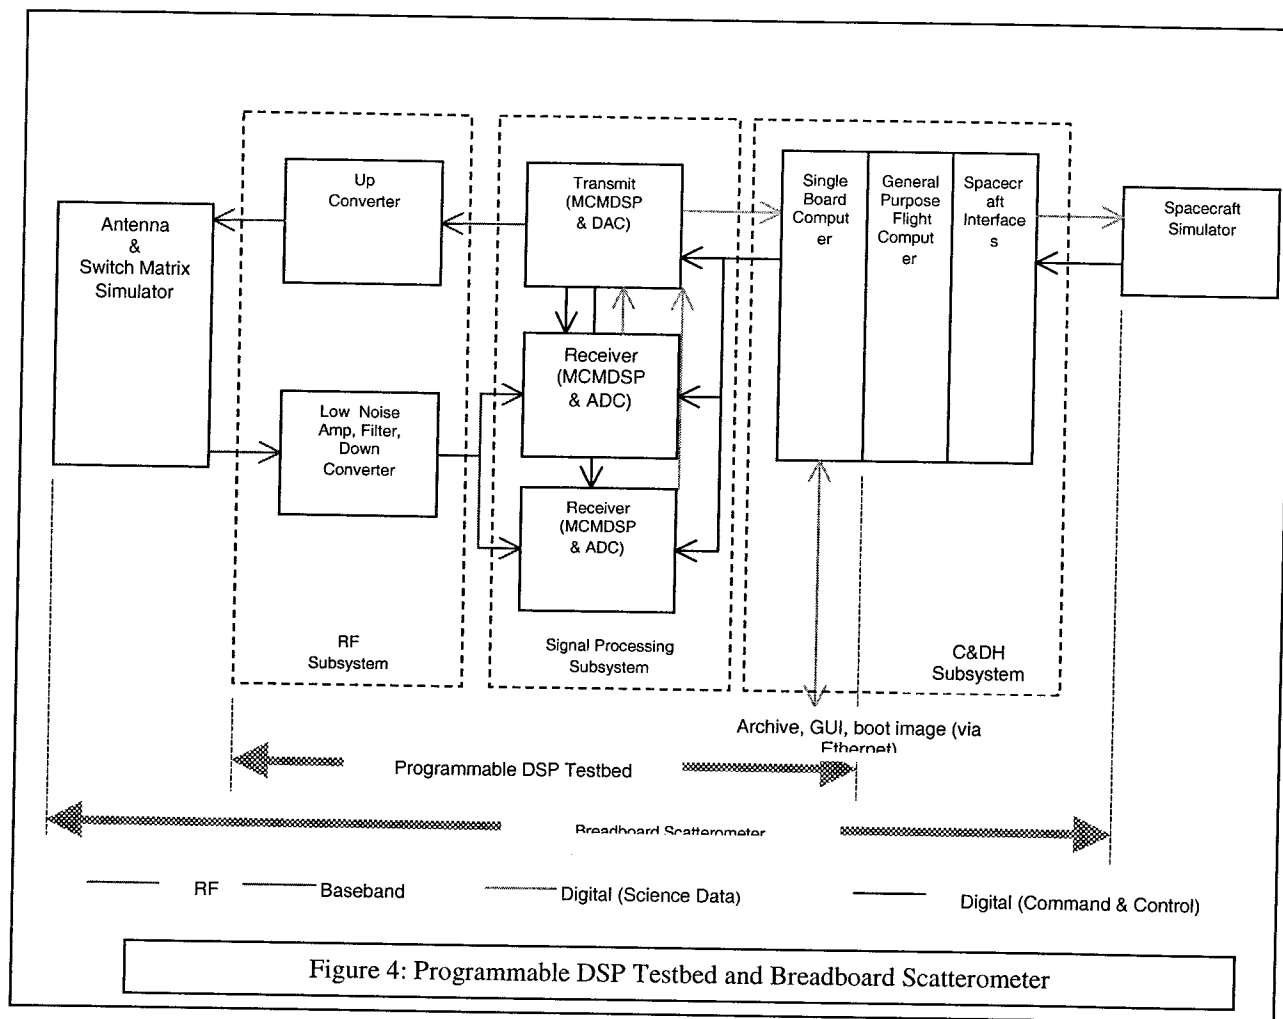 Up
Converter
Transmit
(MCMDSP
& DAC)
Single
Board
Comput
er
General
Purpose
Flight
Comput
er
Spacecr
aft
Interface
s
Spacecraft
Simulator
Antenna
&
Switch Matrix
Simulator
Receiver
(MCMDSP
& ADC)
Low Noise
Amp, Filter,
Down
Converter
Receiver
(MCMDSP
& ADC)
RF
Subsystem
Signal Processing
Subsystem
C&DH
Subsystem
Archive, GUI, boot image (via
Ethernet)
Programmable DSP Testbed
Breadboard Scatterometer
RF
Baseband
Digital (Science Data)
Digital (Command & Control)
Figure 4: Programmable DSP Testbed and Breadboard Scatterometer